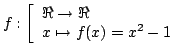 f : [ ℜ → ℜ
x ↦ f(x) = x² − 1